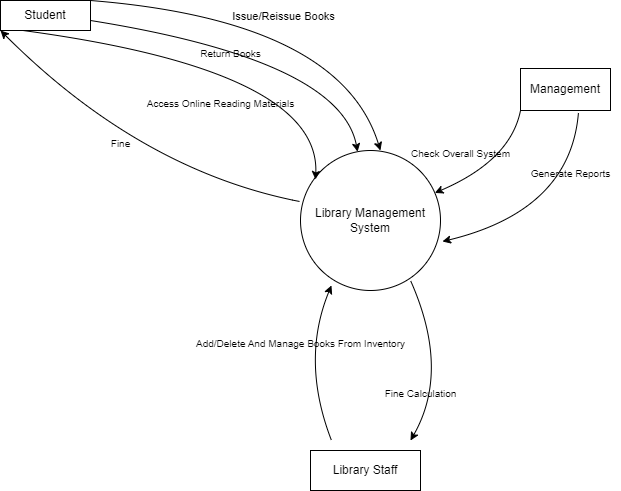 Student
Issue/Reissue Books
Return Books
Management
Access Online Reading Materials
Fine
Check Overall System
Generate Reports
Library Management
System
Add/Delete And Manage Books From Inventory
Fine Calculation
Library Staff